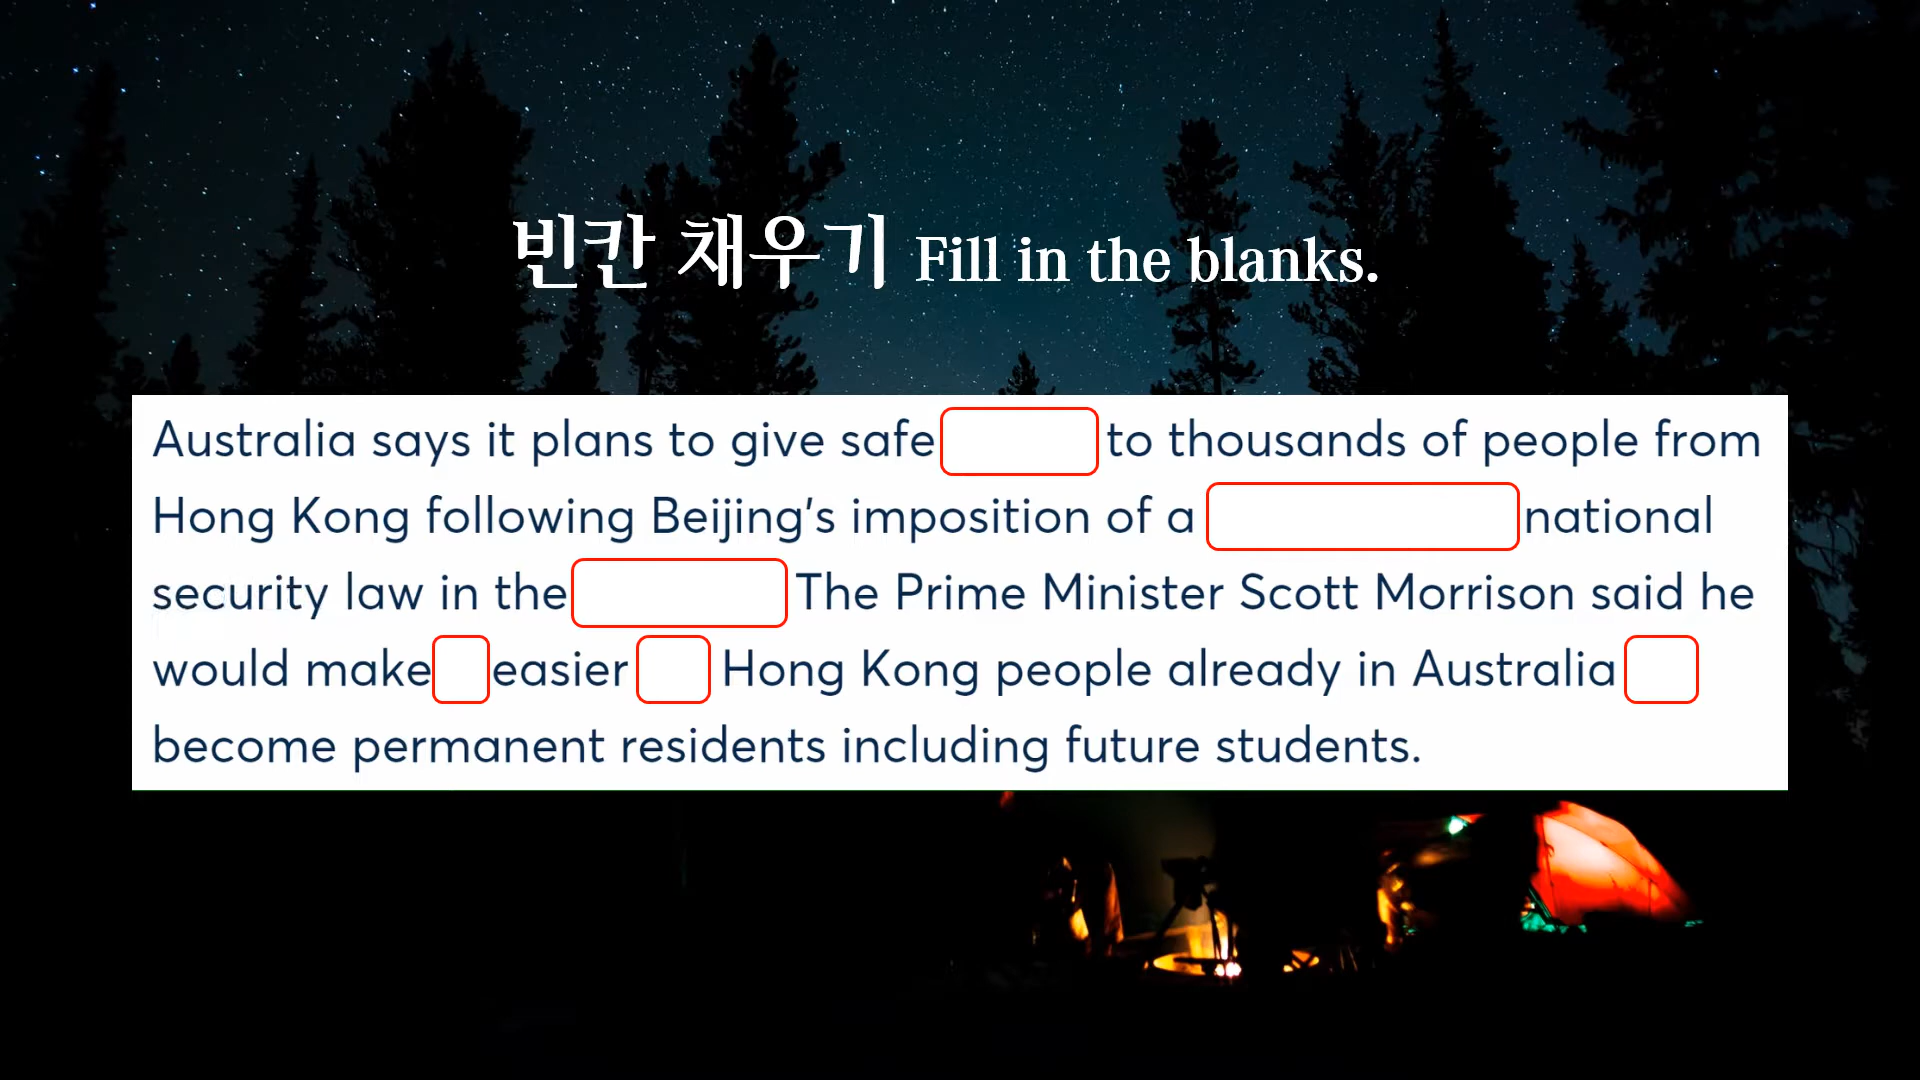 빈칸 채우기 Fill in the blanks.
Australia says it plans to give safe to thousands of people from
Hong Kong following Beijing's imposition of a national
security law in the The Prime Minister Scott Morrison said he
would make easier Hong Kong people already in Australia
become permanent residents including future students.